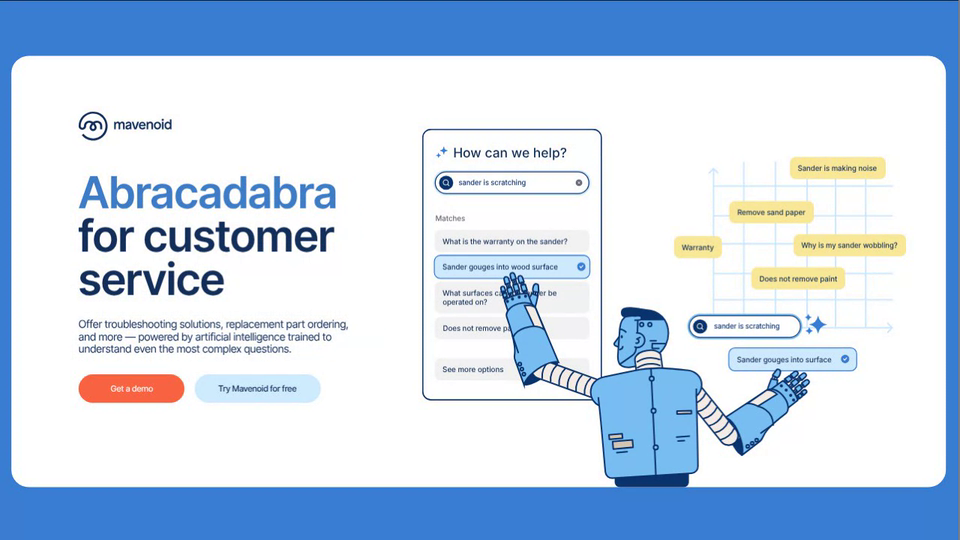 mavenoid
Abracadabra
for customer
service
Offer troubleshooting solutions, replacement part ordering,
and more — powered by artificial intelligence trained to
understand even the most complex questions.
Get a demo
Try Mavenoid for free
How can we help?
sander is scratching
Matches
What is the warranty on the sander?
Sander gouges into wood surface
What surfaces be
operated on?
Does not remove
See more options
Sander is making noise
Remove sand paper
Warranty
Why is my sander wobbling?
Does not remove paint
sander is scratching
Sander gouges into surface